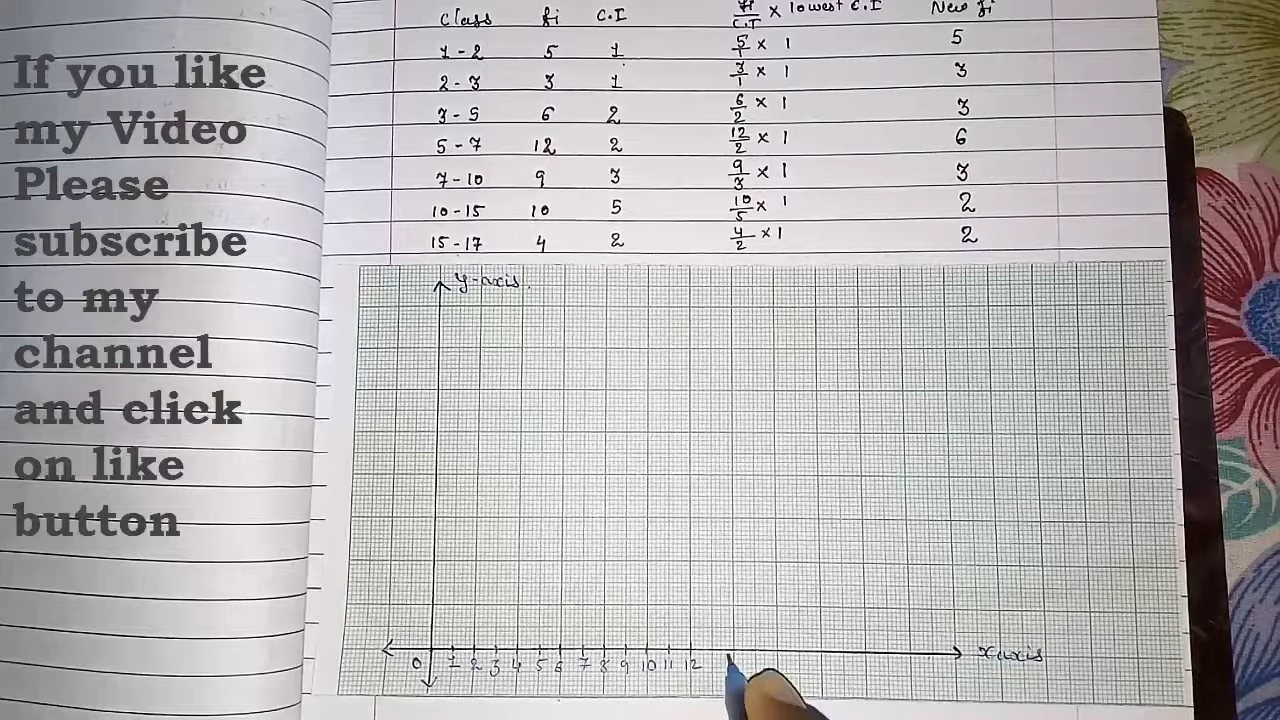 If you like
my Video
Please
subscribe
to my
channel
and click
on like
button
Class fi C.I fi/C.I × lowest C.I New fi
1-2 5 1 5/1 × 1 5
2-3 3 1 3/1 × 1 3
3-5 6 2 6/2 × 1 3
5-7 12 2 12/2 × 1 6
7-10 9 3 9/3 × 1 3
10-15 10 5 10/5 × 1 2
15-17 4 2 4/2 × 1 2
y-axis.
0 1 2 3 4 5 6 7 8 9 10 11 12 x axis